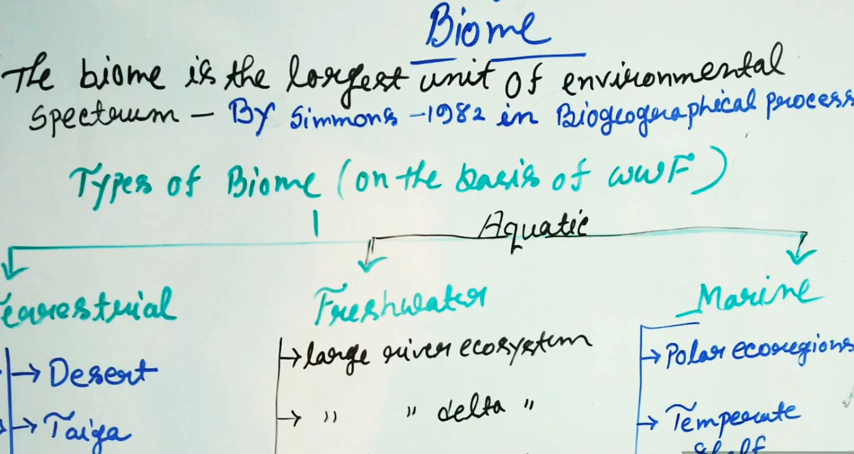 Biome
The biome is the largest unit of environmental
spectrum - By Simmons -1982 in Biogeographical process
Types of Biome (on the basis of WWF)
Aquatic
Terrestrial Freshwater Marine
→ Desert
→ Taiga
→ large river ecosystem
→ " " delta "
→ Polar ecoregions
→ Temperate
shelf